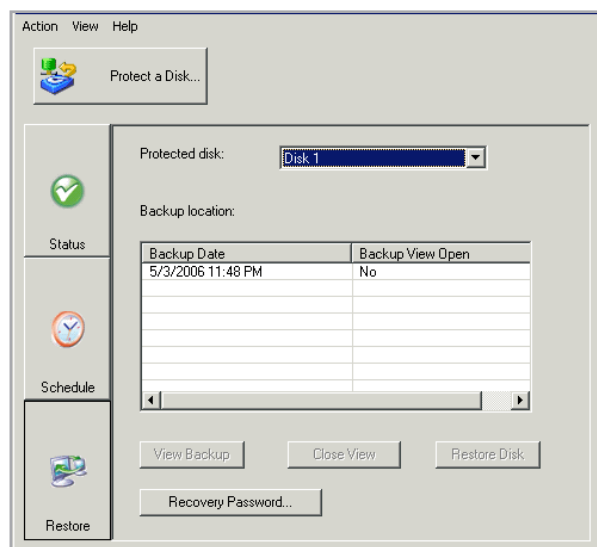 Action View Help
Protect a Disk...
Protected disk: Disk 1
Backup location:
Status
Backup Date Backup View Open
5/3/2006 11:48 PM No
Schedule
View Backup Close View Restore Disk
Recovery Password...
Restore